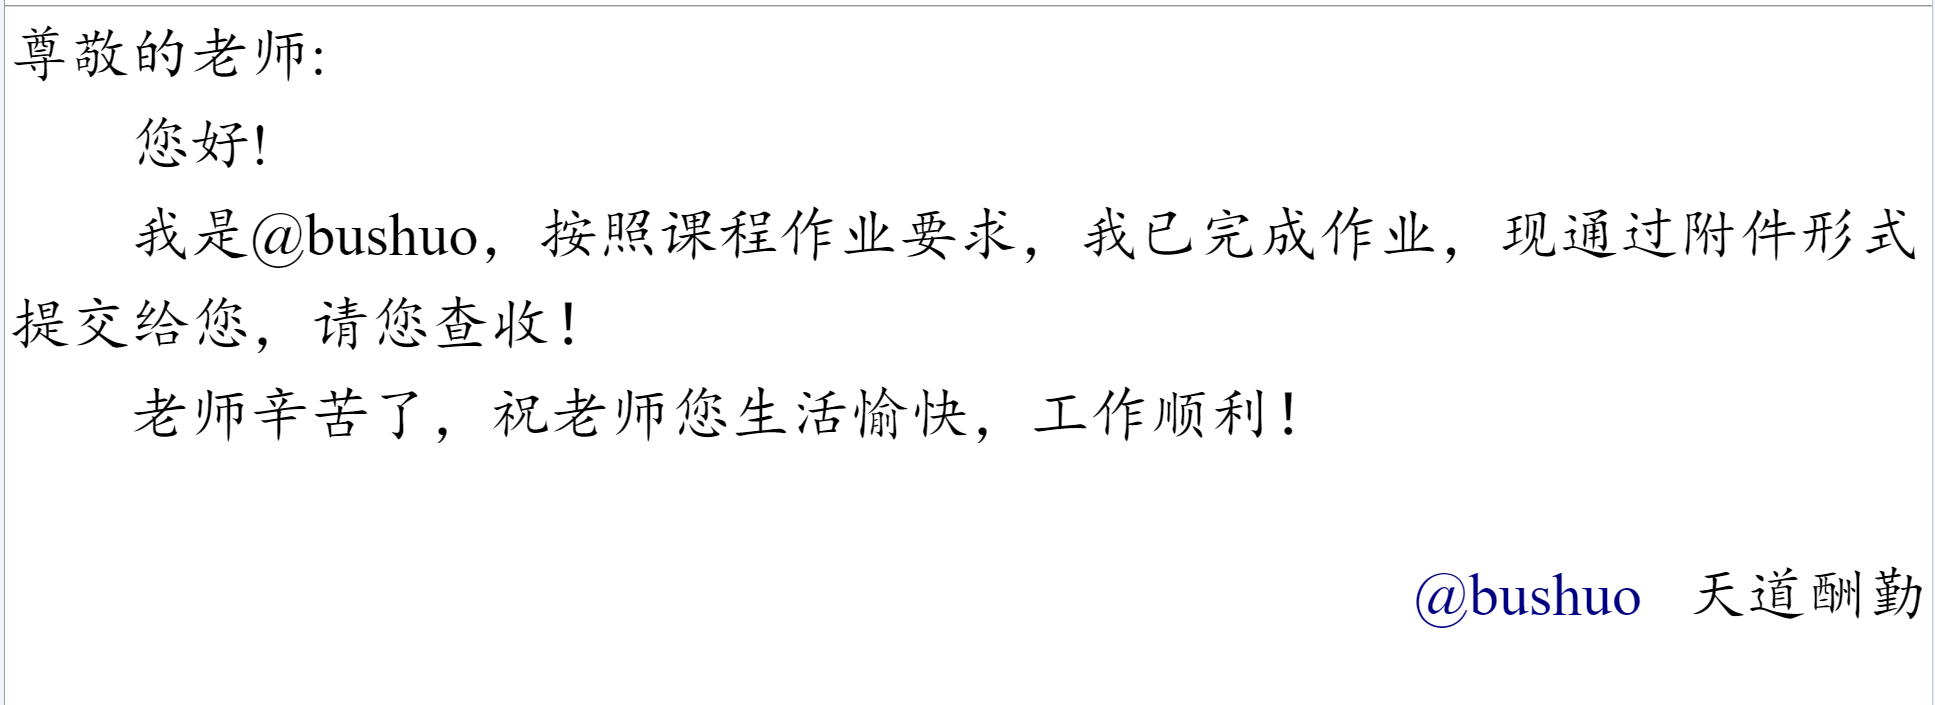 尊敬的老师:
您好!
我是@bushuo，按照课程作业要求，我已完成作业，现通过附件形式
提交给您，请您查收！
老师辛苦了，祝老师您生活愉快，工作顺利！
@bushuo 天道酬勤